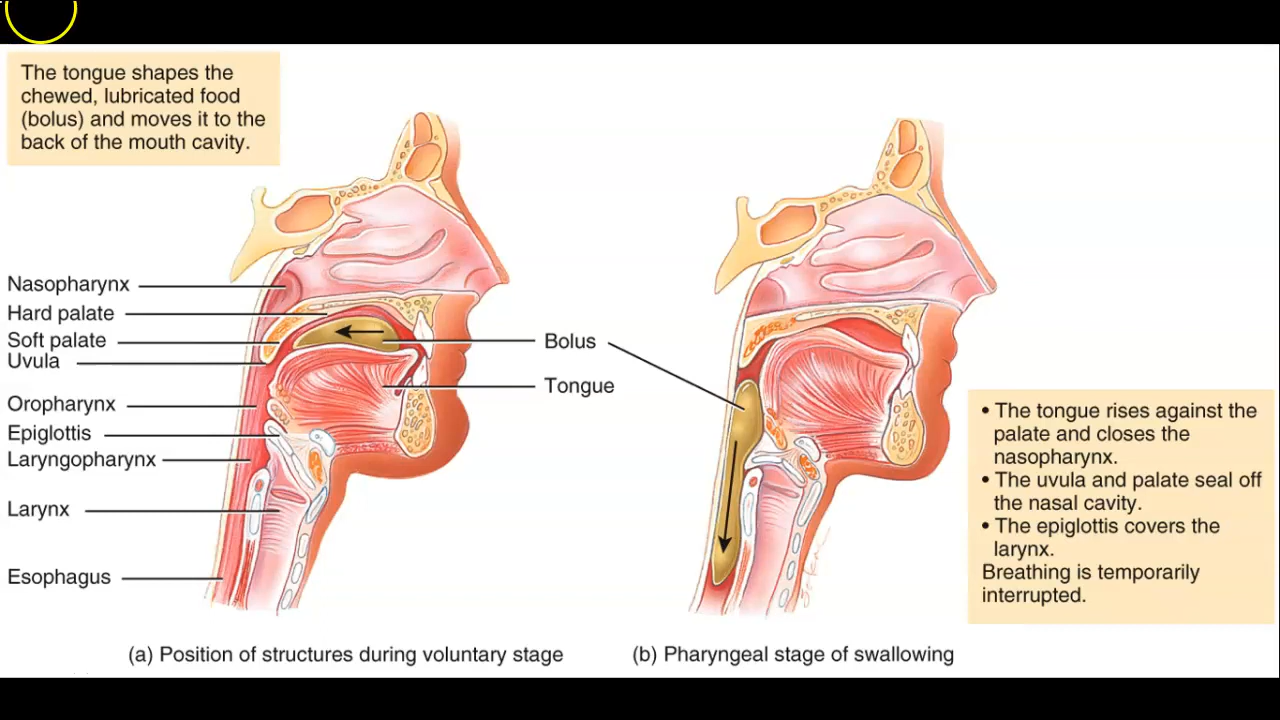 The tongue shapes the
chewed, lubricated food
(bolus) and moves it to the
back of the mouth cavity.
Nasopharynx
Hard palate
Soft palate
Uvula
Oropharynx
Epiglottis
Laryngopharynx
Larynx
Esophagus
Bolus
Tongue
• The tongue rises against the
palate and closes the
nasopharynx.
• The uvula and palate seal off
the nasal cavity.
• The epiglottis covers the
larynx.
Breathing is temporarily
interrupted.
(a) Position of structures during voluntary stage
(b) Pharyngeal stage of swallowing